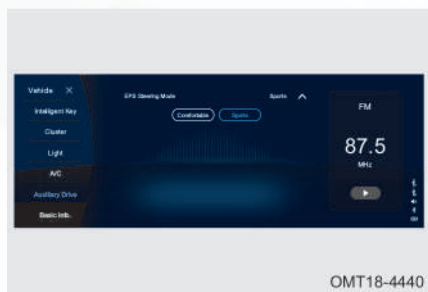 Vehicle
Intelligent Key
Cluster
Light
A/C
Auxiliary Drive
Basic Info.
EPS Steering Mode
Sports
Comfortable
Sports
FM
87.5
MHz
OMT18-4440